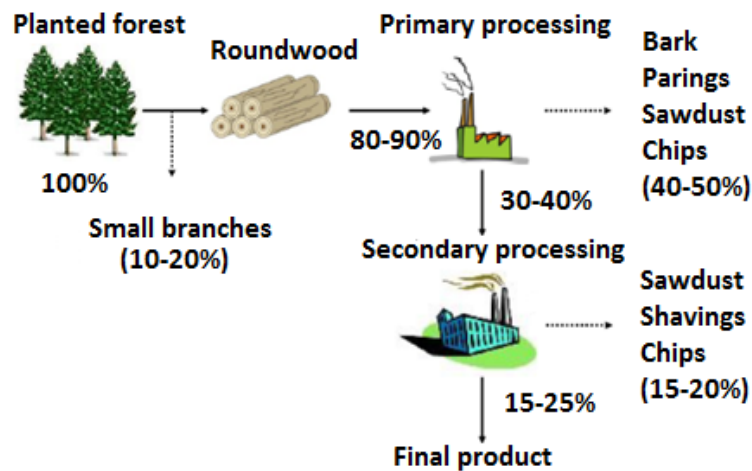 Planted forest
Roundwood
Primary processing
Bark
Parings
Sawdust
Chips
(40-50%)
80-90%
100%
Small branches
(10-20%)
30-40%
Secondary processing
Sawdust
Shavings
Chips
(15-20%)
15-25%
Final product